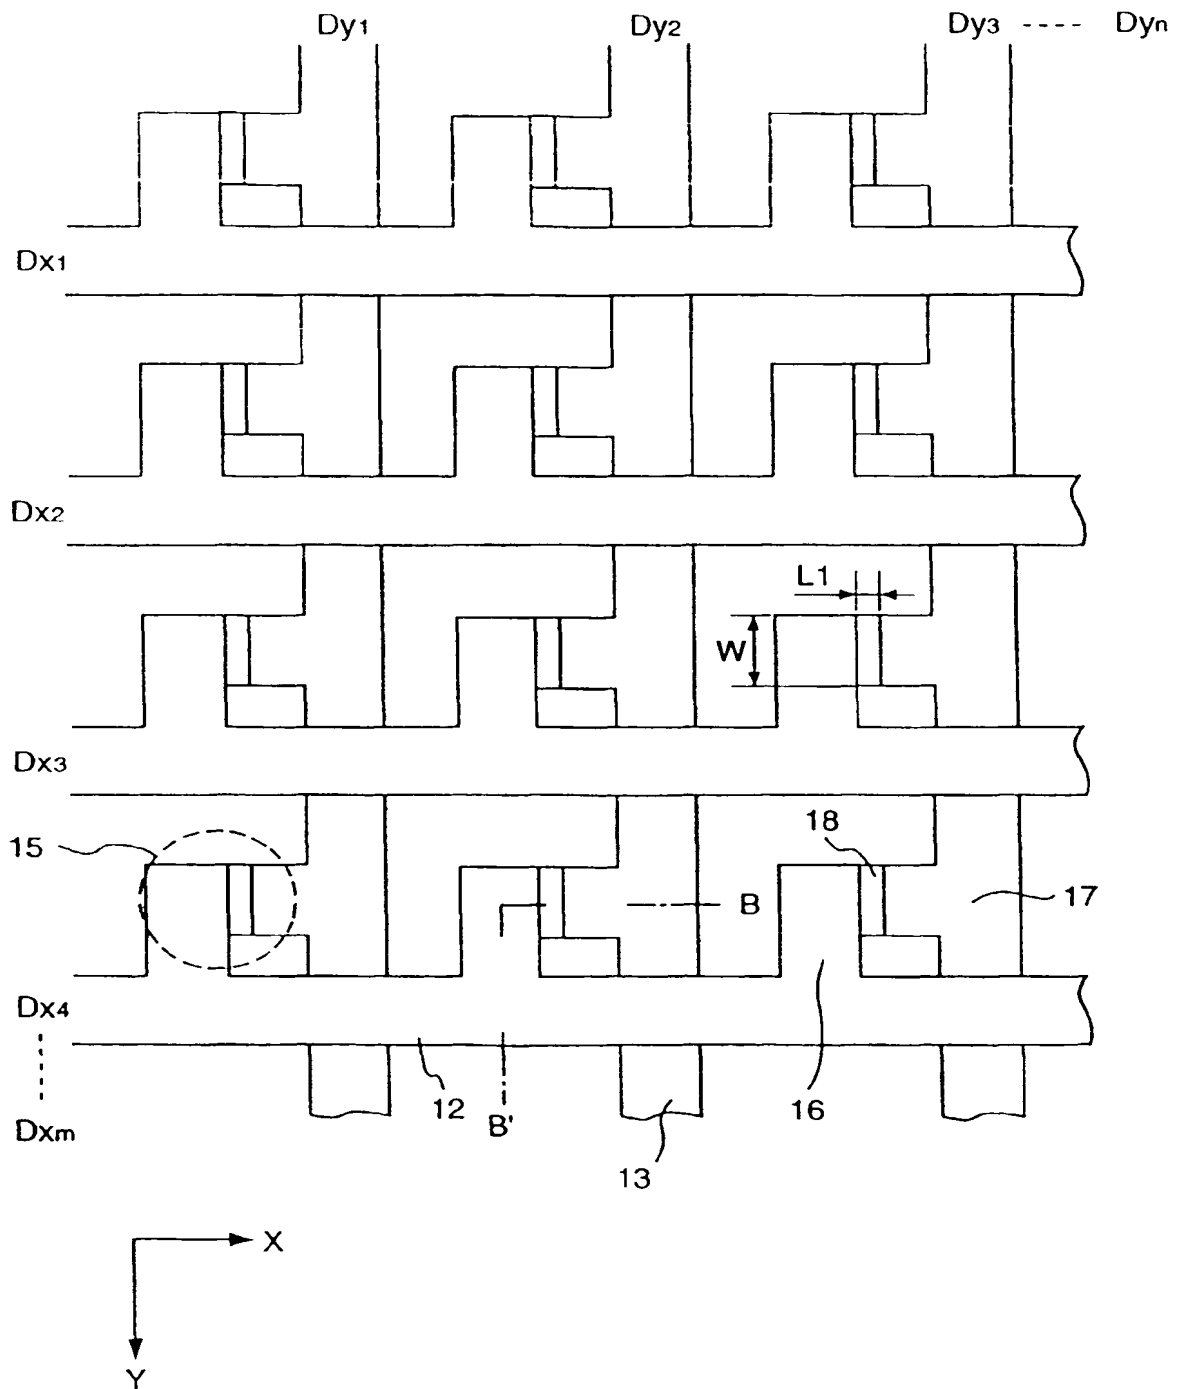 Dy1 Dy2 Dy3 ---- Dyn
Dx1
Dx2
L1
W
Dx3
15
18
B
17
Dx4
12
B'
16
Dxm
13
X
Y